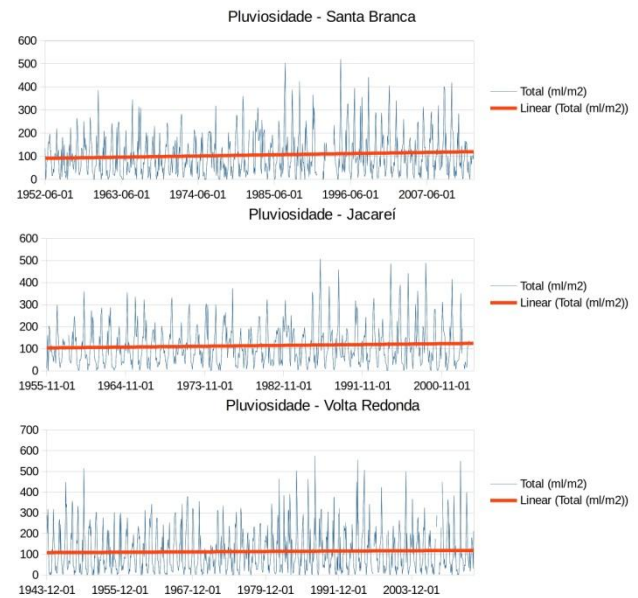 Pluviosidade - Santa Branca
600
500
400
300
200
100
0
1952-06-01 1963-06-01 1974-06-01 1985-06-01 1996-06-01 2007-06-01
Total (ml/m2)
Linear (Total (ml/m2))
Pluviosidade - Jacareí
600
500
400
300
200
100
0
1955-11-01 1964-11-01 1973-11-01 1982-11-01 1991-11-01 2000-11-01
Total (ml/m2)
Linear (Total (ml/m2))
Pluviosidade - Volta Redonda
700
600
500
400
300
200
100
0
1943-12-01 1955-12-01 1967-12-01 1979-12-01 1991-12-01 2003-12-01
Total (ml/m2)
Linear (Total (ml/m2))